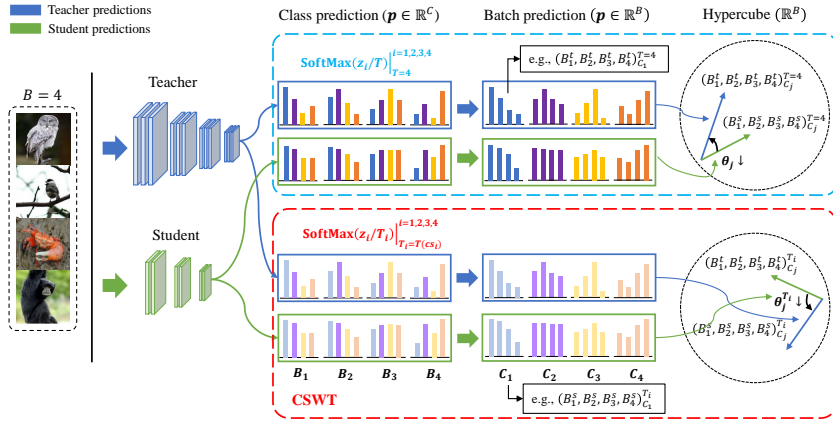 Teacher predictions
Student predictions
Class prediction (𝒑 ∈ ℝ^C)
Batch prediction (𝒑 ∈ ℝ^B)
Hypercube (ℝ^B)
B = 4
Teacher
Student
SoftMax(z_i/T)|_{T=4}^{i=1,2,3,4}
e.g., (B_1^t, B_2^t, B_3^t, B_4^t)_{C_1}^{T=4}
(B_1^t, B_2^t, B_3^t, B_4^t)_{C_j}^{T=4}
(B_1^s, B_2^s, B_3^s, B_4^s)_{C_j}^{T=4}
θ_j ↓
SoftMax(z_i/T_i)|_{T_i=T(cs_i)}^{i=1,2,3,4}
(B_1^t, B_2^t, B_3^t, B_4^t)_{C_j}^{T_i}
θ_j^{T_i} ↓
(B_1^s, B_2^s, B_3^s, B_4^s)_{C_j}^{T_i}
B_1 B_2 B_3 B_4
C_1 C_2 C_3 C_4
CSWT
e.g., (B_1^s, B_2^s, B_3^s, B_4^s)_{C_1}^{T_i}